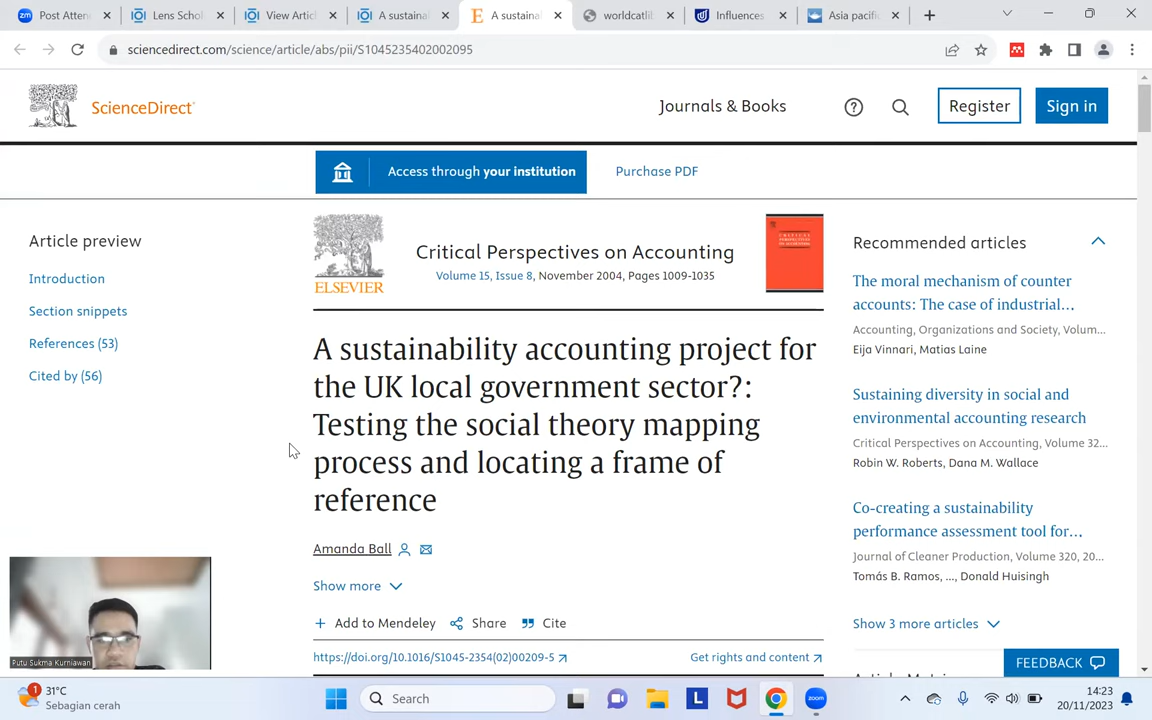 Post Atten
Lens Schol
View Artic
A sustaina
A sustaina
worldcatlib
Influences
Asia pacific
sciencedirect.com/science/article/abs/pii/S1045235402002095
ScienceDirect
Journals & Books
Register
Sign in
Access through your institution
Purchase PDF
Article preview
Introduction
Section snippets
References (53)
Cited by (56)
ELSEVIER
Critical Perspectives on Accounting
Volume 15, Issue 8, November 2004, Pages 1009-1035
A sustainability accounting project for
the UK local government sector?:
Testing the social theory mapping
process and locating a frame of
reference
Amanda Ball
Show more
+ Add to Mendeley
Share
Cite
https://doi.org/10.1016/S1045-2354(02)00209-5
Get rights and content
Recommended articles
The moral mechanism of counter
accounts: The case of industrial…
Accounting, Organizations and Society, Volum…
Eija Vinnari, Matias Laine
Sustaining diversity in social and
environmental accounting research
Critical Perspectives on Accounting, Volume 32…
Robin W. Roberts, Dana M. Wallace
Co-creating a sustainability
performance assessment tool for…
Journal of Cleaner Production, Volume 320, 20…
Tomás B. Ramos, …, Donald Huisingh
Show 3 more articles
FEEDBACK
Putu Sukma Kurniawan
1
31°C
Sebagian cerah
Search
L
zoom
14:23
20/11/2023